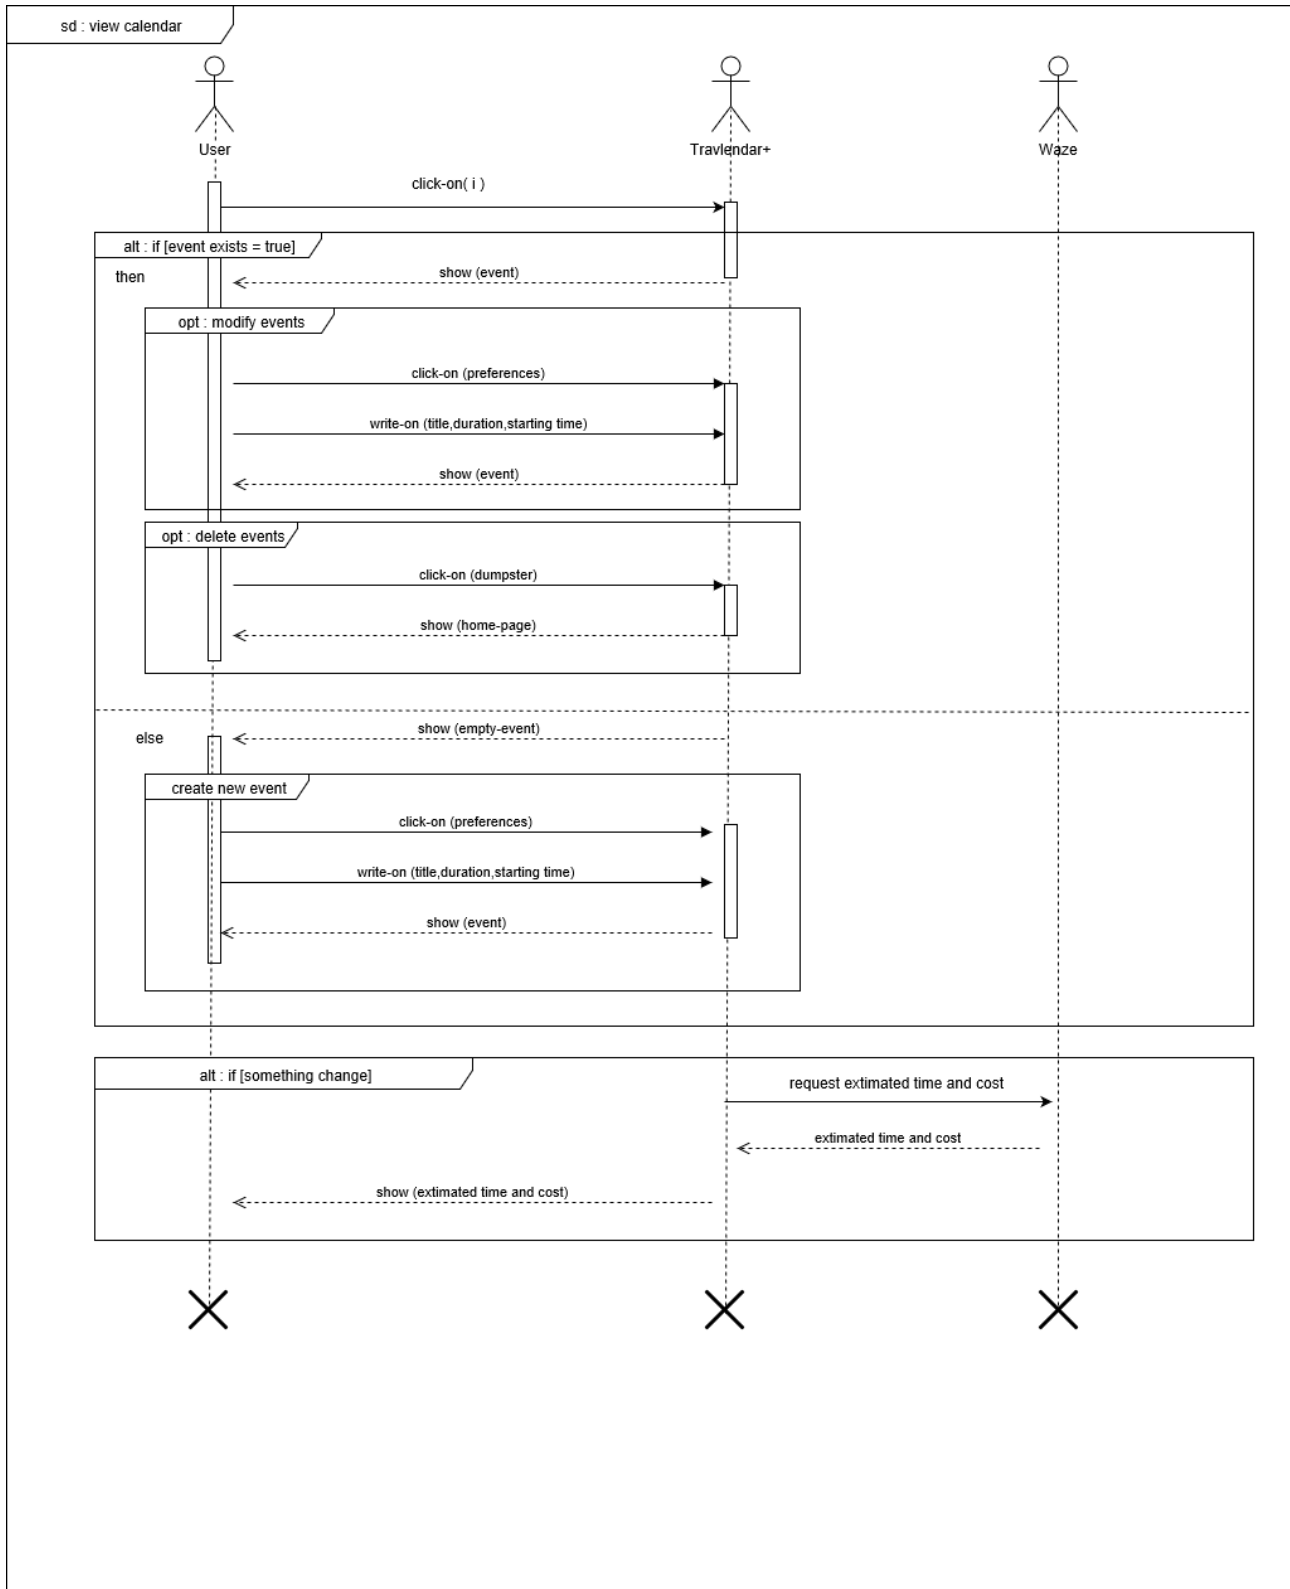 sd : view calendar
User
Travlendar+
Waze
click-on( i )
alt : if [event exists = true]
then
show (event)
opt : modify events
click-on (preferences)
write-on (title,duration,starting time)
show (event)
opt : delete events
click-on (dumpster)
show (home-page)
else
show (empty-event)
create new event
click-on (preferences)
write-on (title,duration,starting time)
show (event)
alt : if [something change]
request extimated time and cost
extimated time and cost
show (extimated time and cost)